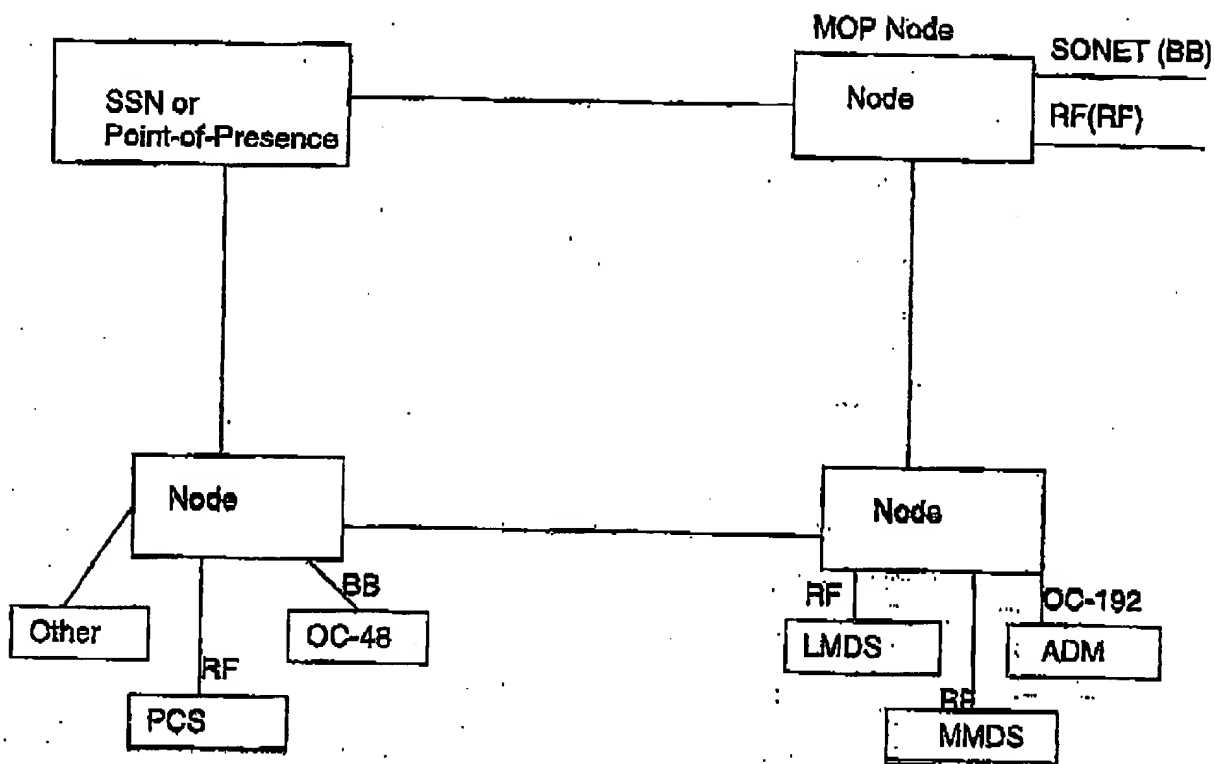 MOP Node
SONET (BB)
SSN or
Point-of-Presence
Node
RF(RF)
Node
Node
BB
RF
OC-192
Other
OC-48
LMDS
ADM
RF
PCS
MMDS